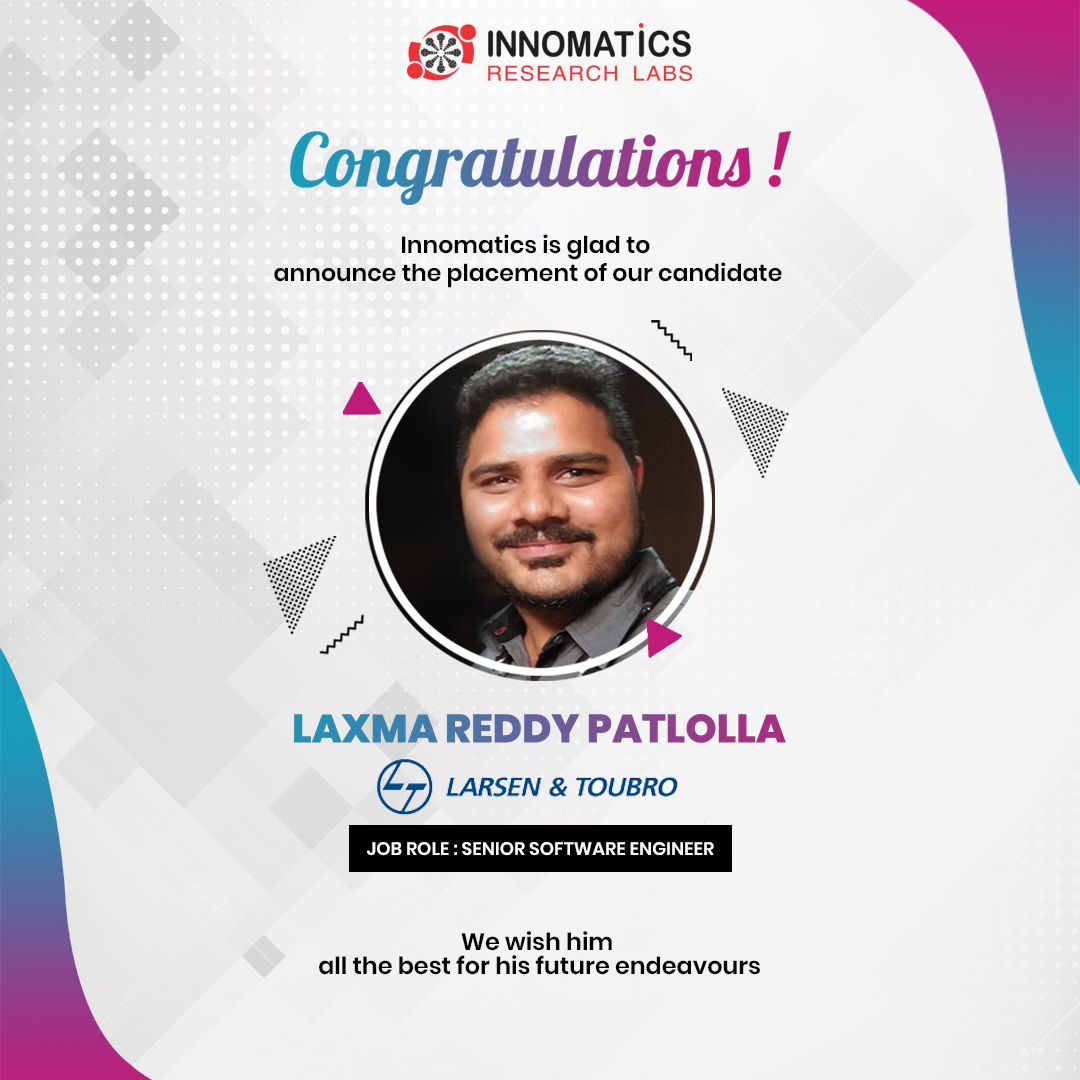 INNOMATICS
RESEARCH LABS
Congratulations !
Innomatics is glad to
announce the placement of our candidate
LAXMA REDDY PATLOLLA
LT LARSEN & TOUBRO
JOB ROLE : SENIOR SOFTWARE ENGINEER
We wish him
all the best for his future endeavours